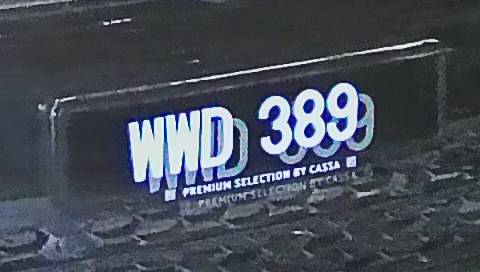 WWD 389
PREMIUM SELECTION BY CASSA